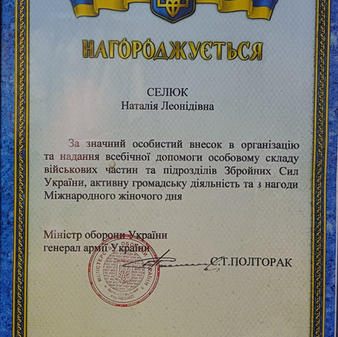 НАГОРОДЖУЄТЬСЯ
СЕЛЮК
Наталія Леонідівна
За значний особистий внесок в організацію
та надання всебічної допомоги особовому складу
військових частин та підрозділів Збройних Сил
України, активну громадську діяльність та з нагоди
Міжнародного жіночого дня
Міністр оборони України
генерал армії України
С.Т.ПОЛТОРАК